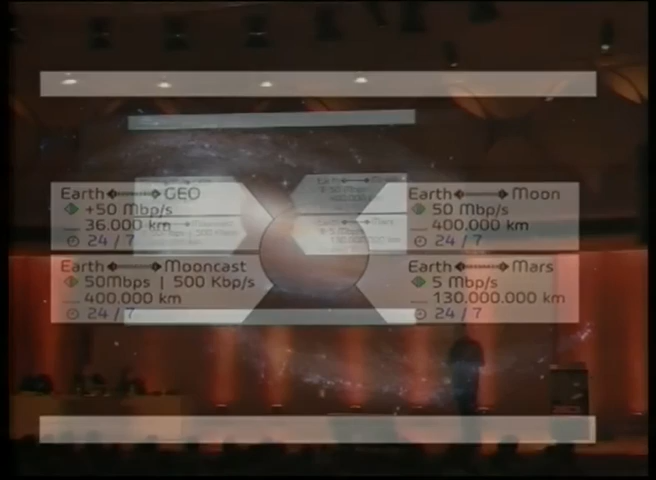 Earth GEO
+50 Mbp/s
36.000 km
24 / 7
Earth Moon
50 Mbp/s
400.000 km
24 / 7
Earth Mooncast
50Mbps | 500 Kbp/s
400.000 km
24 / 7
Earth Mars
5 Mbp/s
130.000.000 km
24 / 7